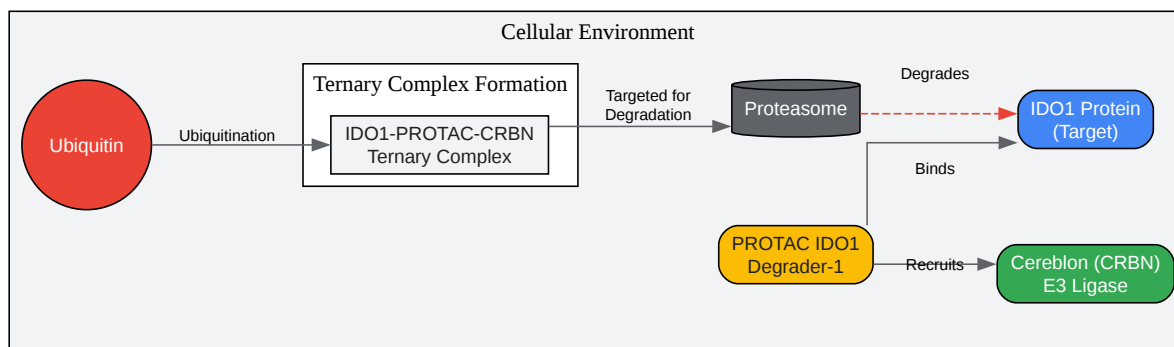 Cellular Environment
Ternary Complex Formation
Ubiquitin
Ubiquitination
IDO1-PROTAC-CRBN
Ternary Complex
Targeted for
Degradation
Proteasome
Degrades
IDO1 Protein
(Target)
Binds
PROTAC IDO1
Degrader-1
Recruits
Cereblon (CRBN)
E3 Ligase